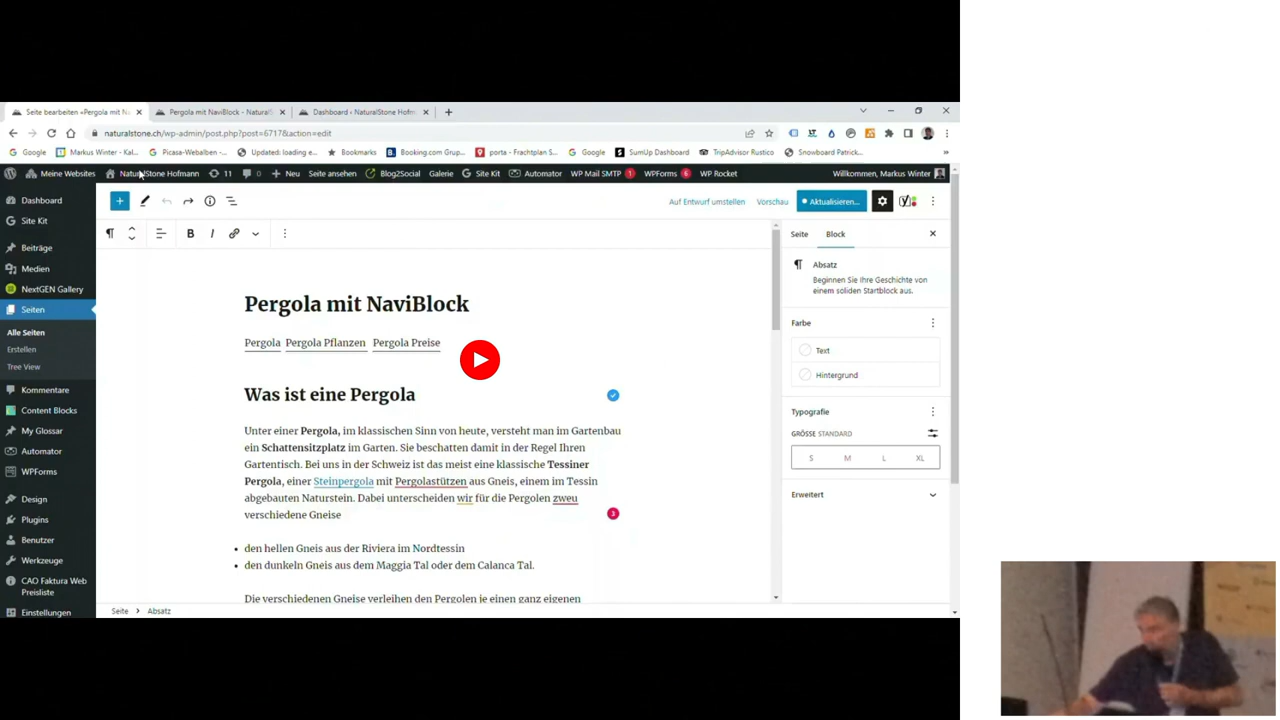 Seite bearbeiten «Pergola mit Na
Pergola mit NaviBlock - NaturalS
Dashboard ‹ NaturalStone Hofm
naturalstone.ch/wp-admin/post.php?post=6717&action=edit
Google
Markus Winter - Kal...
Picasa-Webalben -...
Updated: loading e...
Bookmarks
Booking.com Grup...
porta - Frachtplan S...
Google
SumUp Dashboard
TripAdvisor Rustico
Snowboard Patrick...
»
Meine Websites
NaturalStone Hofmann
11
0
Neu
Seite ansehen
Blog2Social
Galerie
Site Kit
Automator
WP Mail SMTP 1
WPForms 6
WP Rocket
Willkommen, Markus Winter
Dashboard
Site Kit
Beiträge
Medien
NextGEN Gallery
Seiten
Alle Seiten
Erstellen
Tree View
Kommentare
Content Blocks
My Glossar
Automator
WPForms
Design
Plugins
Benutzer
Werkzeuge
CAO Faktura Web
Preisliste
Einstellungen
Auf Entwurf umstellen
Vorschau
Aktualisieren...
B I
Pergola mit NaviBlock
Pergola Pergola Pflanzen Pergola Preise
Was ist eine Pergola
Unter einer Pergola, im klassischen Sinn von heute, versteht man im Gartenbau
ein Schattensitzplatz im Garten. Sie beschatten damit in der Regel Ihren
Gartentisch. Bei uns in der Schweiz ist das meist eine klassische Tessiner
Pergola, einer Steinpergola mit Pergolastützen aus Gneis, einem im Tessin
abgebauten Naturstein. Dabei unterscheiden wir für die Pergolen zweu
verschiedene Gneise
3
• den hellen Gneis aus der Riviera im Nordtessin
• den dunkeln Gneis aus dem Maggia Tal oder dem Calanca Tal.
Die verschiedenen Gneise verleihen den Pergolen je einen ganz eigenen
Seite
Block
Absatz
Beginnen Sie Ihre Geschichte von
einem soliden Startblock aus.
Farbe
Text
Hintergrund
Typografie
GRÖSSE STANDARD
S M L XL
Erweitert
Seite › Absatz